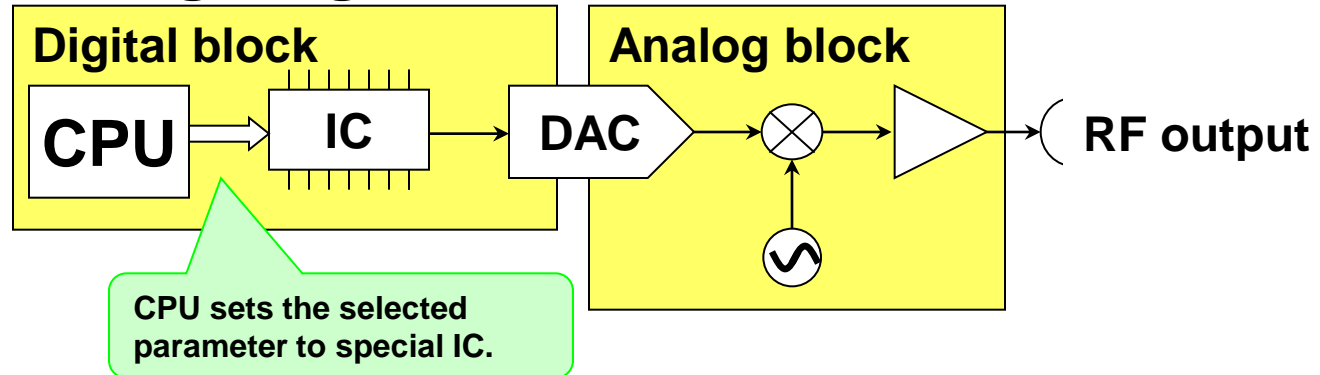 Digital block
Analog block
CPU
IC
DAC
RF output
CPU sets the selected
parameter to special IC.